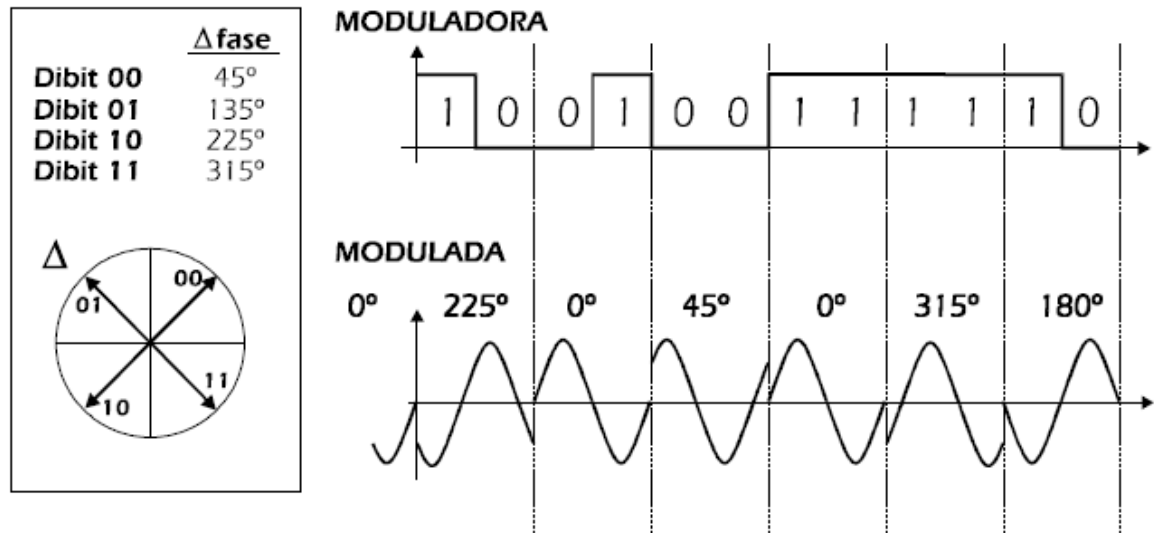 Δ fase
Dibit 00 45º
Dibit 01 135º
Dibit 10 225º
Dibit 11 315º
Δ
00
01
11
10
MODULADORA
1 0 0 1 0 0 1 1 1 1 1 0
MODULADA
0º 225º 0º 45º 0º 315º 180º